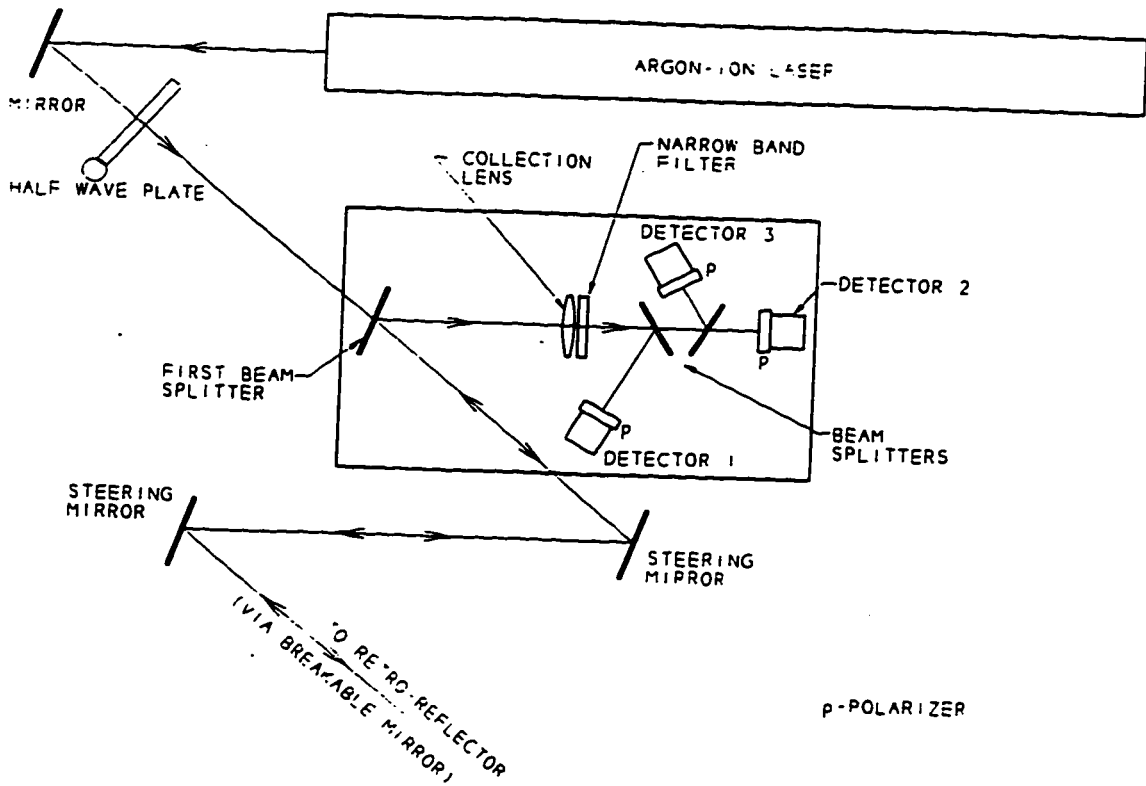 ARGON-ION LASER
MIRROR
HALF WAVE PLATE
COLLECTION
LENS
NARROW BAND
FILTER
DETECTOR 3
P
DETECTOR 2
P
FIRST BEAM
SPLITTER
P
DETECTOR 1
BEAM
SPLITTERS
STEERING
MIRROR
STEERING
MIRROR
TO RETRO-REFLECTOR
(VIA BREAKABLE MIRROR)
P-POLARIZER